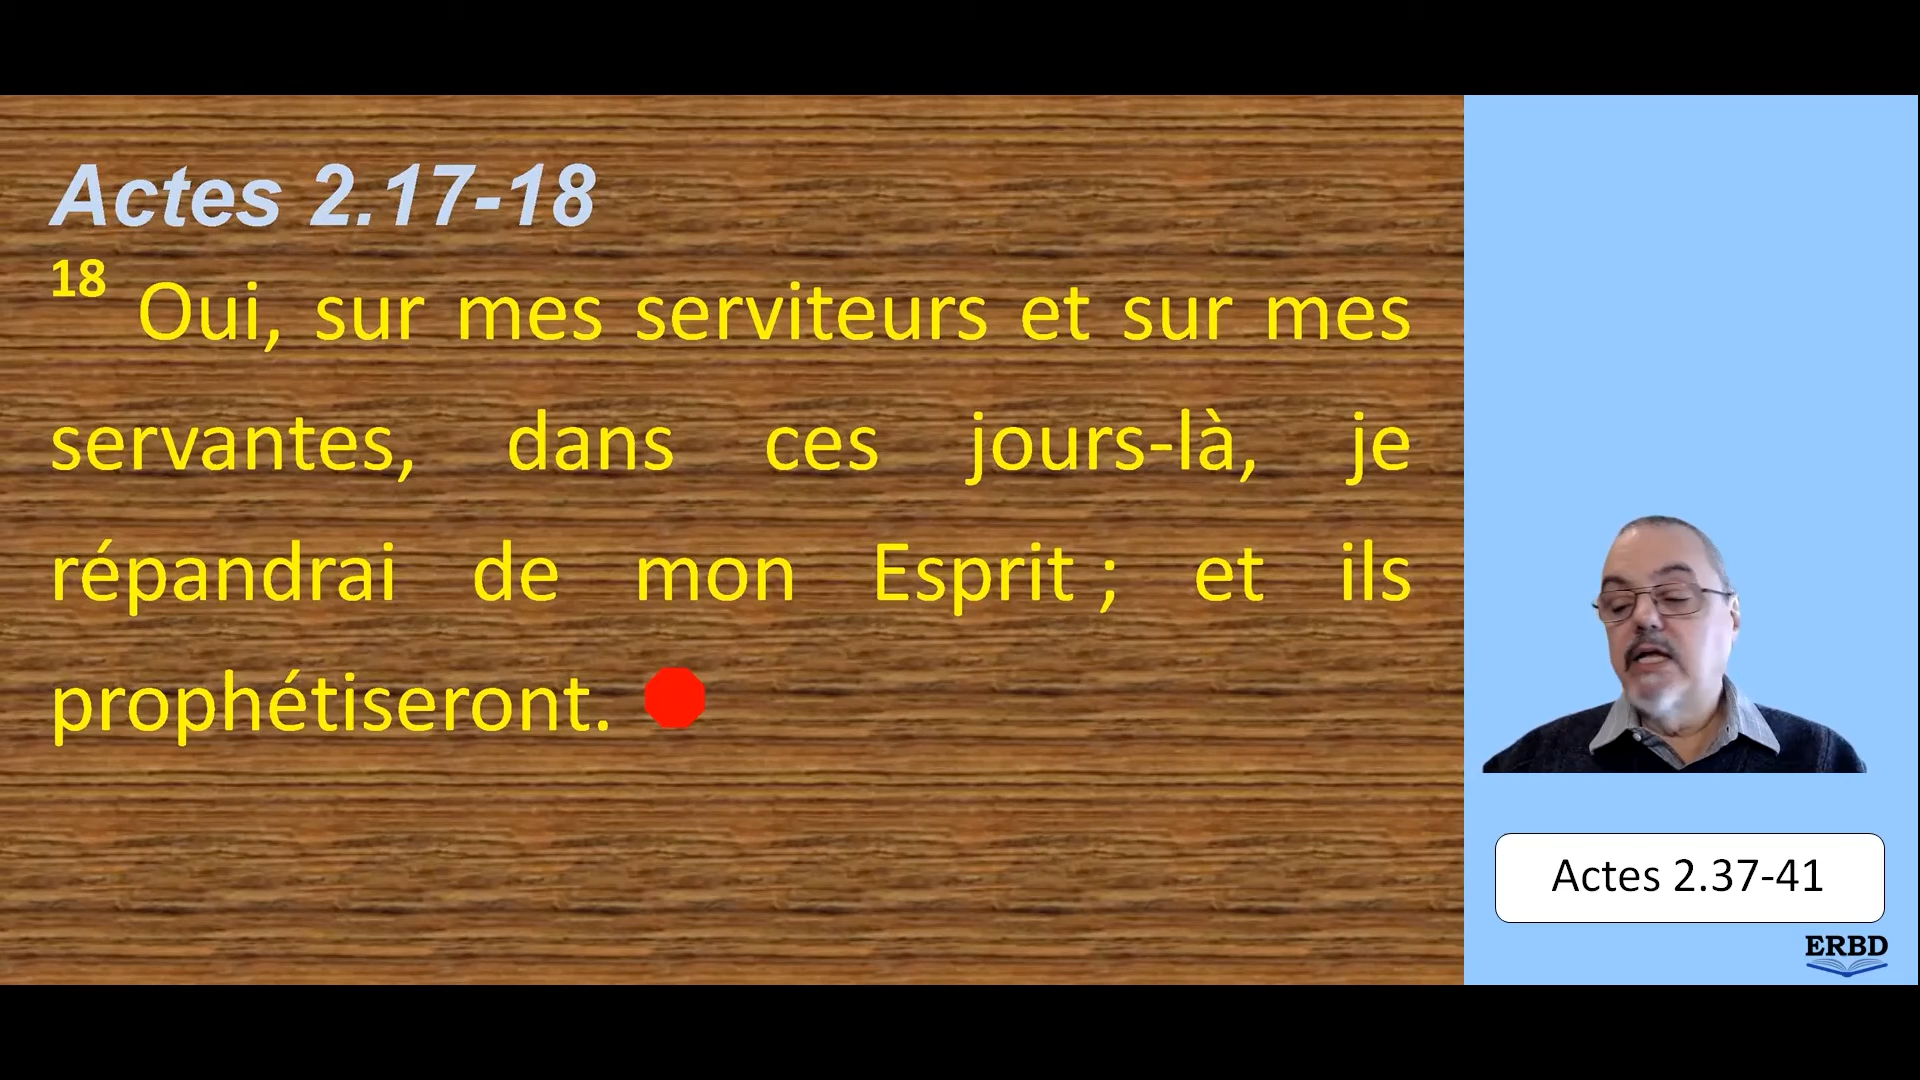 Actes 2.17-18
18 Oui, sur mes serviteurs et sur mes
servantes, dans ces jours-là, je
répandrai de mon Esprit ; et ils
prophétiseront.
Actes 2.37-41
ERBD